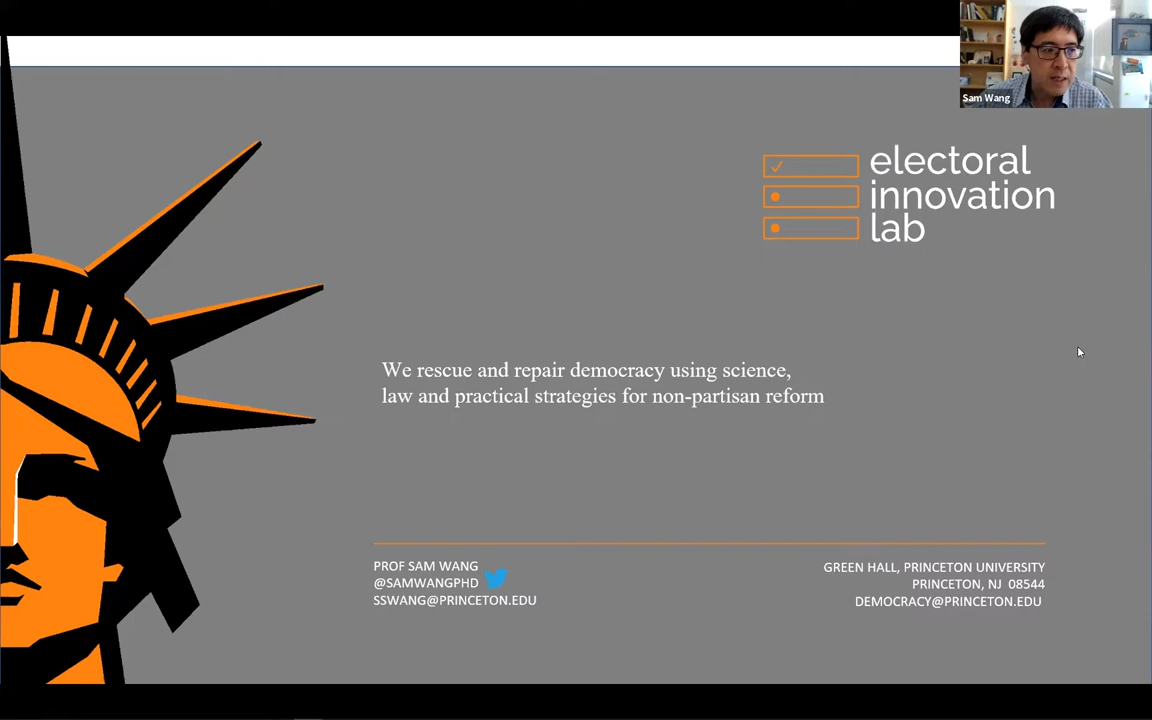 Sam Wang
electoral
innovation
lab
We rescue and repair democracy using science,
law and practical strategies for non-partisan reform
PROF SAM WANG
@SAMWANGPHD
SSWANG@PRINCETON.EDU
GREEN HALL, PRINCETON UNIVERSITY
PRINCETON, NJ 08544
DEMOCRACY@PRINCETON.EDU